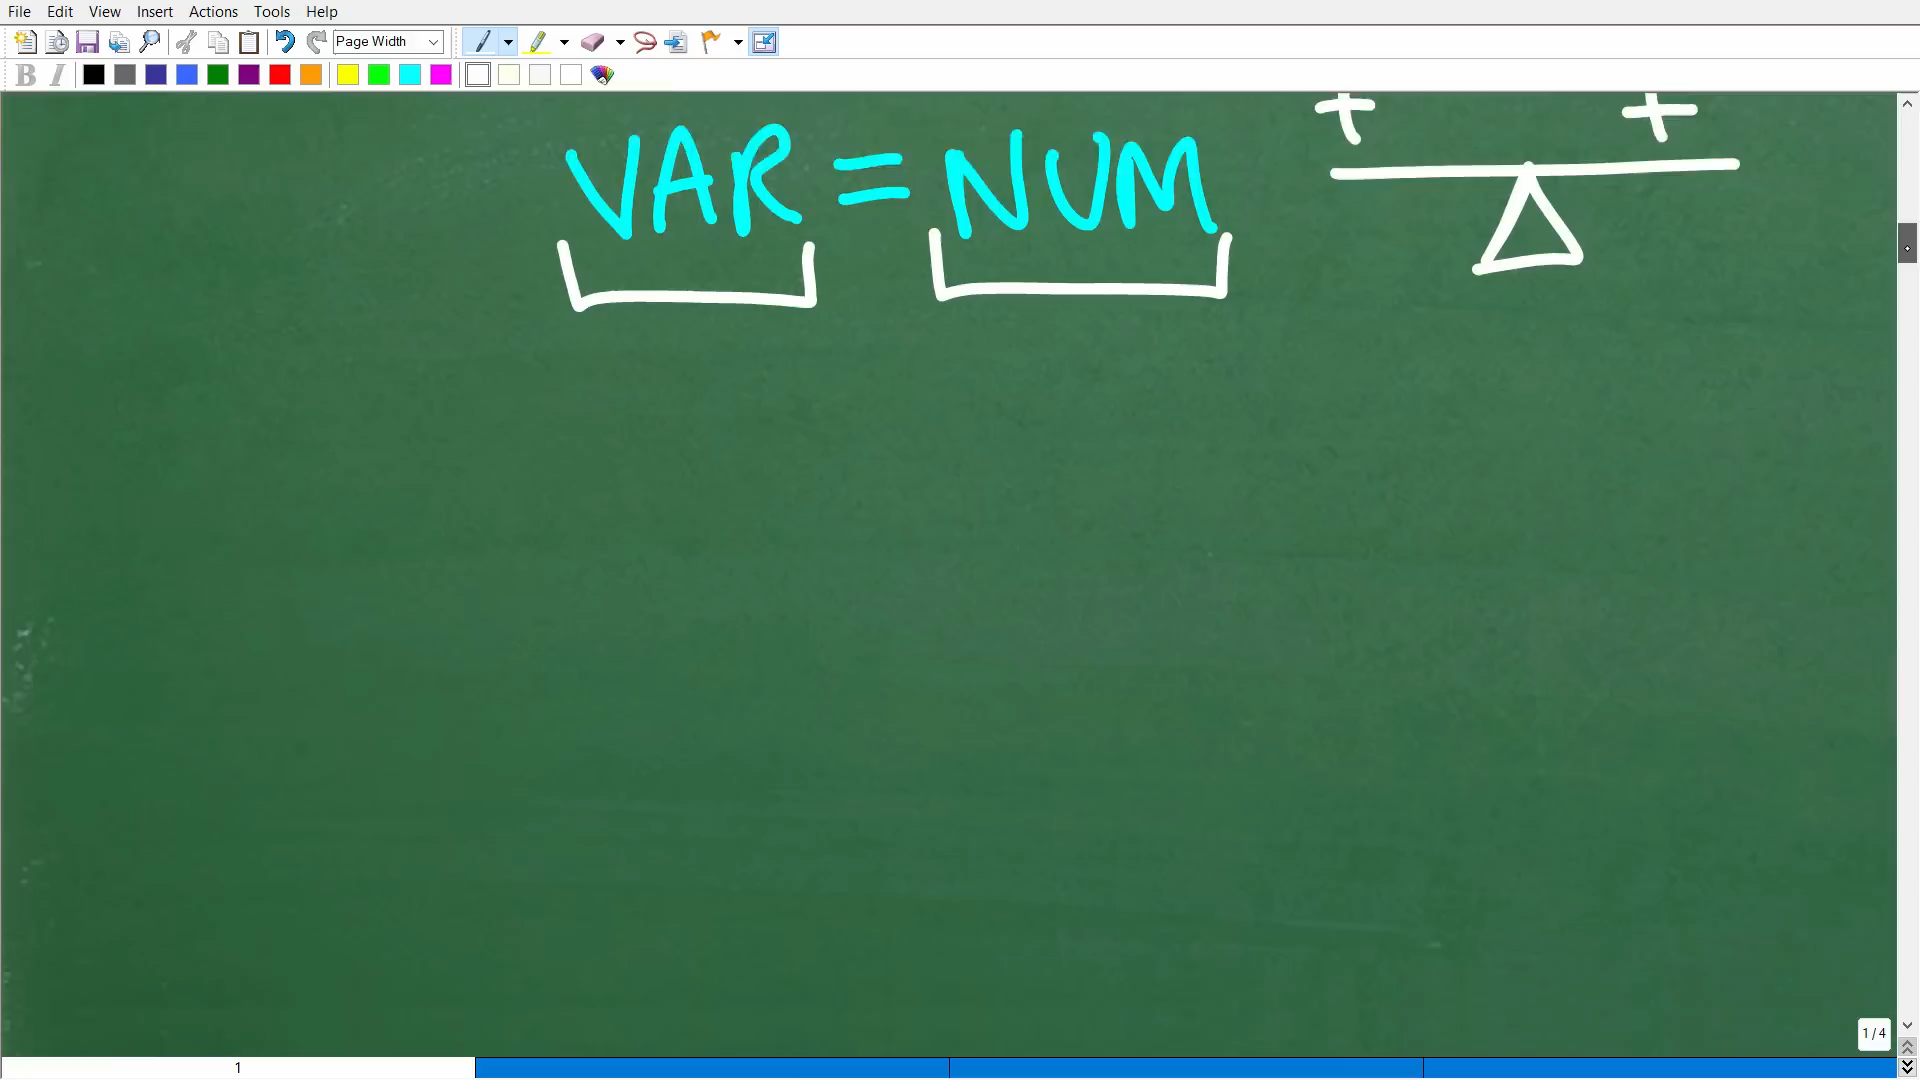 File Edit View Insert Actions Tools Help
Page Width
B I
+ +
VAR = NUM
1 / 4
1